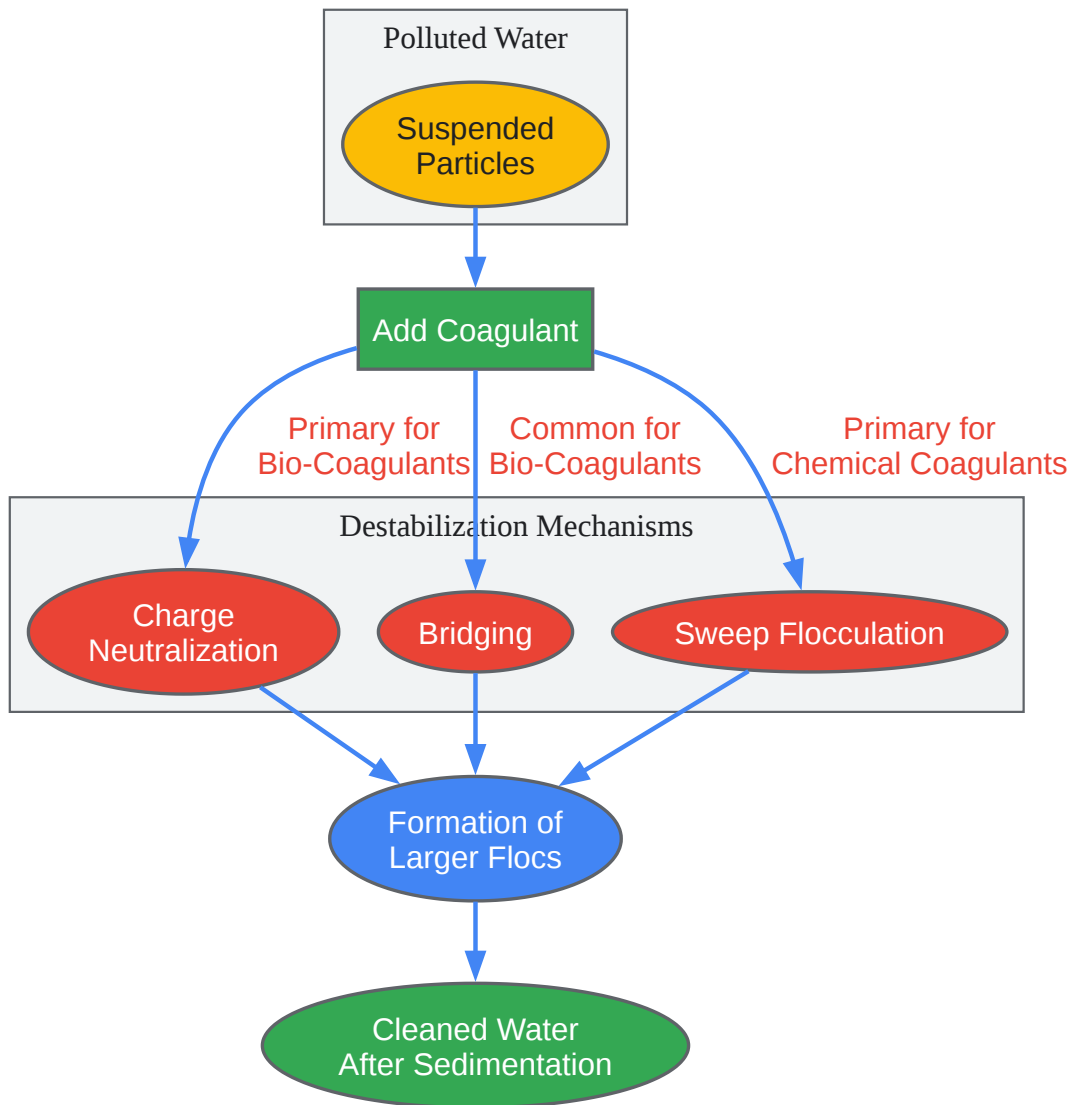 Polluted Water
Suspended
Particles
Add Coagulant
Primary for
Bio-Coagulants
Common for
Bio-Coagulants
Primary for
Chemical Coagulants
Destabilization Mechanisms
Charge
Neutralization
Bridging
Sweep Flocculation
Formation of
Larger Flocs
Cleaned Water
After Sedimentation